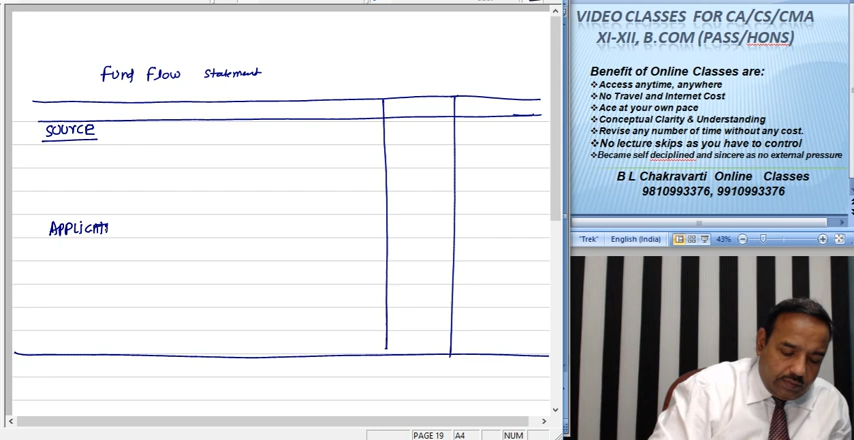 Fund Flow Statement
Source
Applicati
PAGE 19 A4 NUM
VIDEO CLASSES FOR CA/CS/CMA
XI-XII, B.COM (PASS/HONS)
Benefit of Online Classes are:
❖Access anytime, anywhere
❖No Travel and Internet Cost
❖Ace at your own pace
❖Conceptual Clarity & Understanding
❖Revise any number of time without any cost.
❖No lecture skips as you have to control
❖Became self deciplined and sincere as no external pressure
B L Chakravarti Online Classes
9810993376, 9910993376
"Trek" English (India) 43%